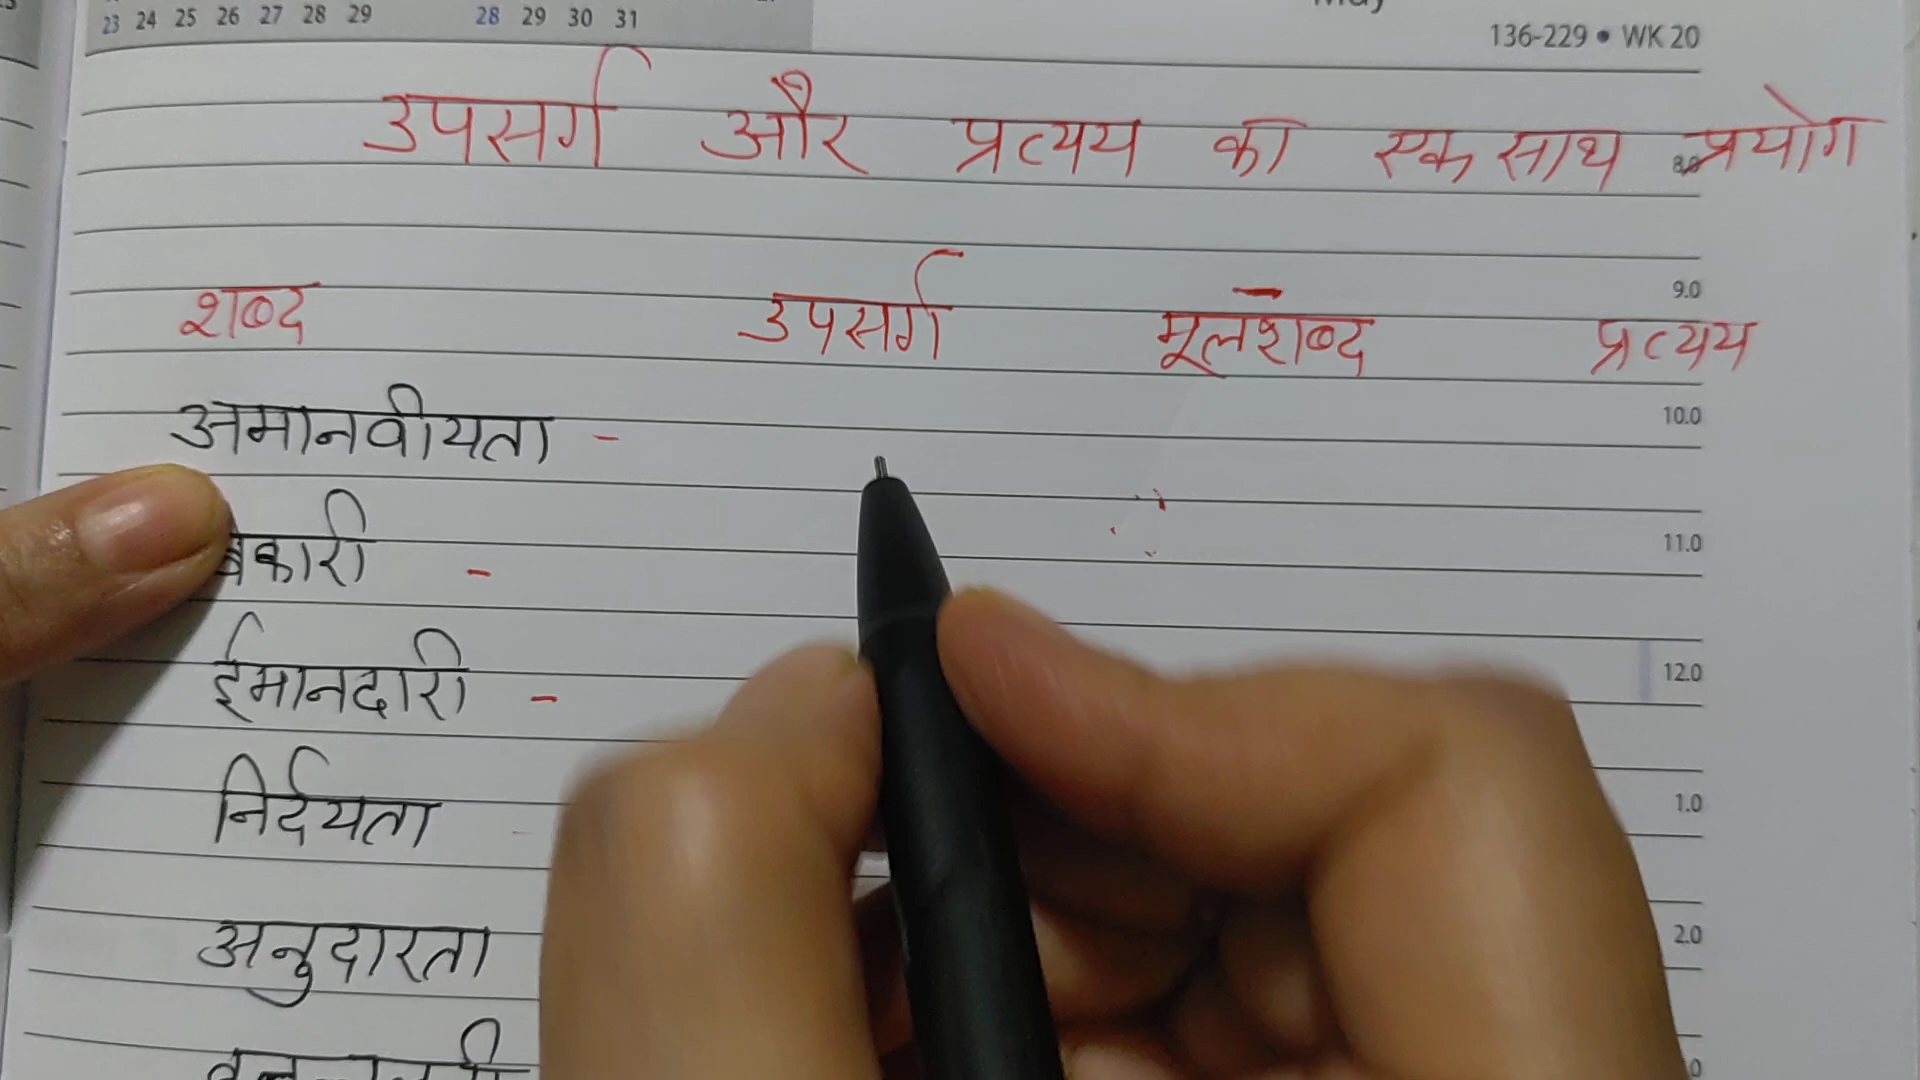 23 24 25 26 27 28 29 28 29 30 31
136-229 • WK 20
उपसर्ग और प्रत्यय का एक साथ प्रयोग
8.0
9.0
शब्द उपसर्ग मूलशब्द प्रत्यय
10.0
अमानवीयता -
11.0
बेकारी -
12.0
ईमानदारी -
1.0
निर्दयता -
2.0
अनुदारता